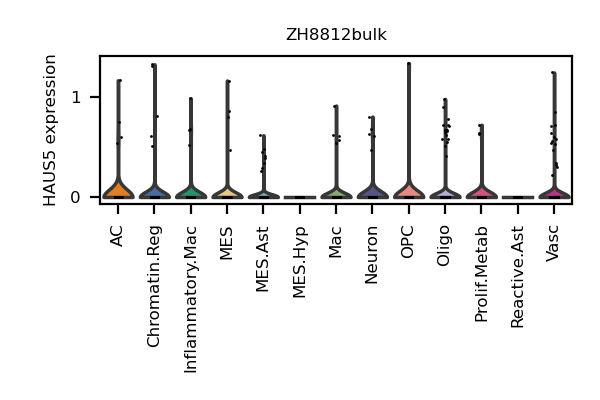 ZH8812bulk
HAUS5 expression
1
0
AC
Chromatin.Reg
Inflammatory.Mac
MES
MES.Ast
MES.Hyp
Mac
Neuron
OPC
Oligo
Prolif.Metab
Reactive.Ast
Vasc